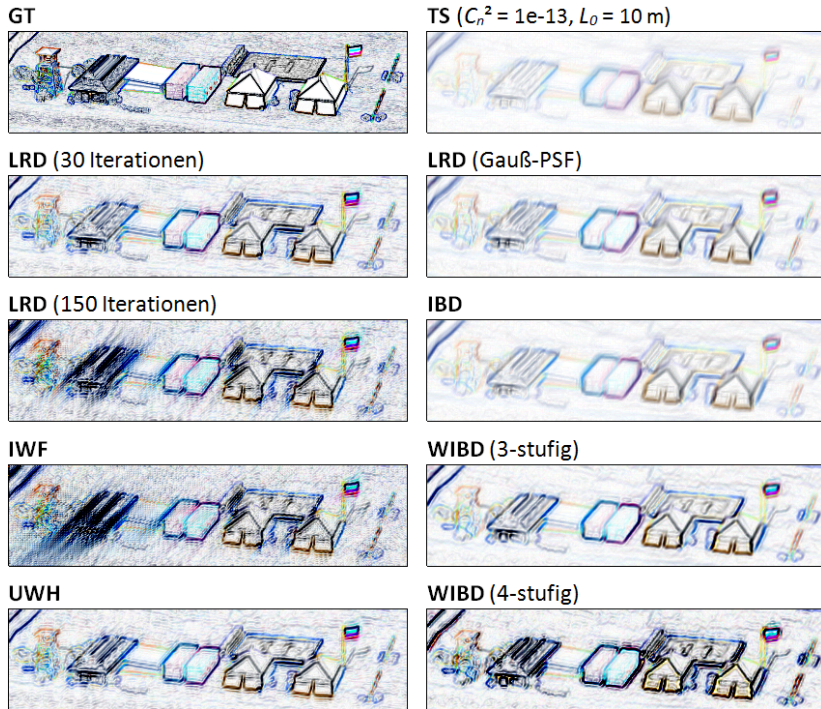 GT
TS (Cₙ² = 1e-13, L₀ = 10 m)
LRD (30 Iterationen)
LRD (Gauß-PSF)
LRD (150 Iterationen)
IBD
IWF
WIBD (3-stufig)
UWH
WIBD (4-stufig)